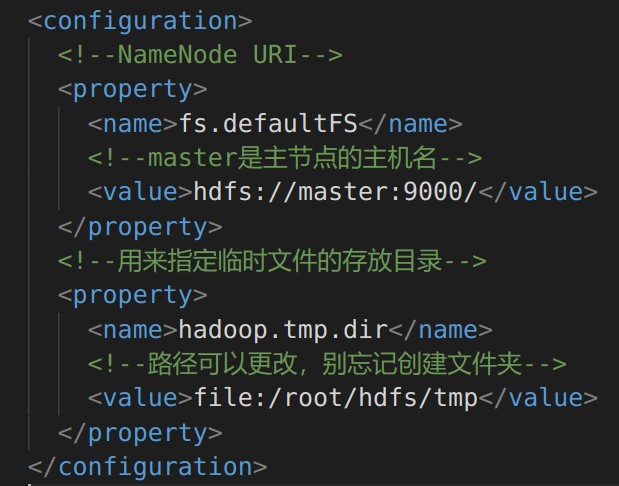 <configuration>
<!--NameNode URI-->
<property>
<name>fs.defaultFS</name>
<!--master是主节点的主机名-->
<value>hdfs://master:9000/</value>
</property>
<!--用来指定临时文件的存放目录-->
<property>
<name>hadoop.tmp.dir</name>
<!--路径可以更改，别忘记创建文件夹-->
<value>file:/root/hdfs/tmp</value>
</property>
</configuration>